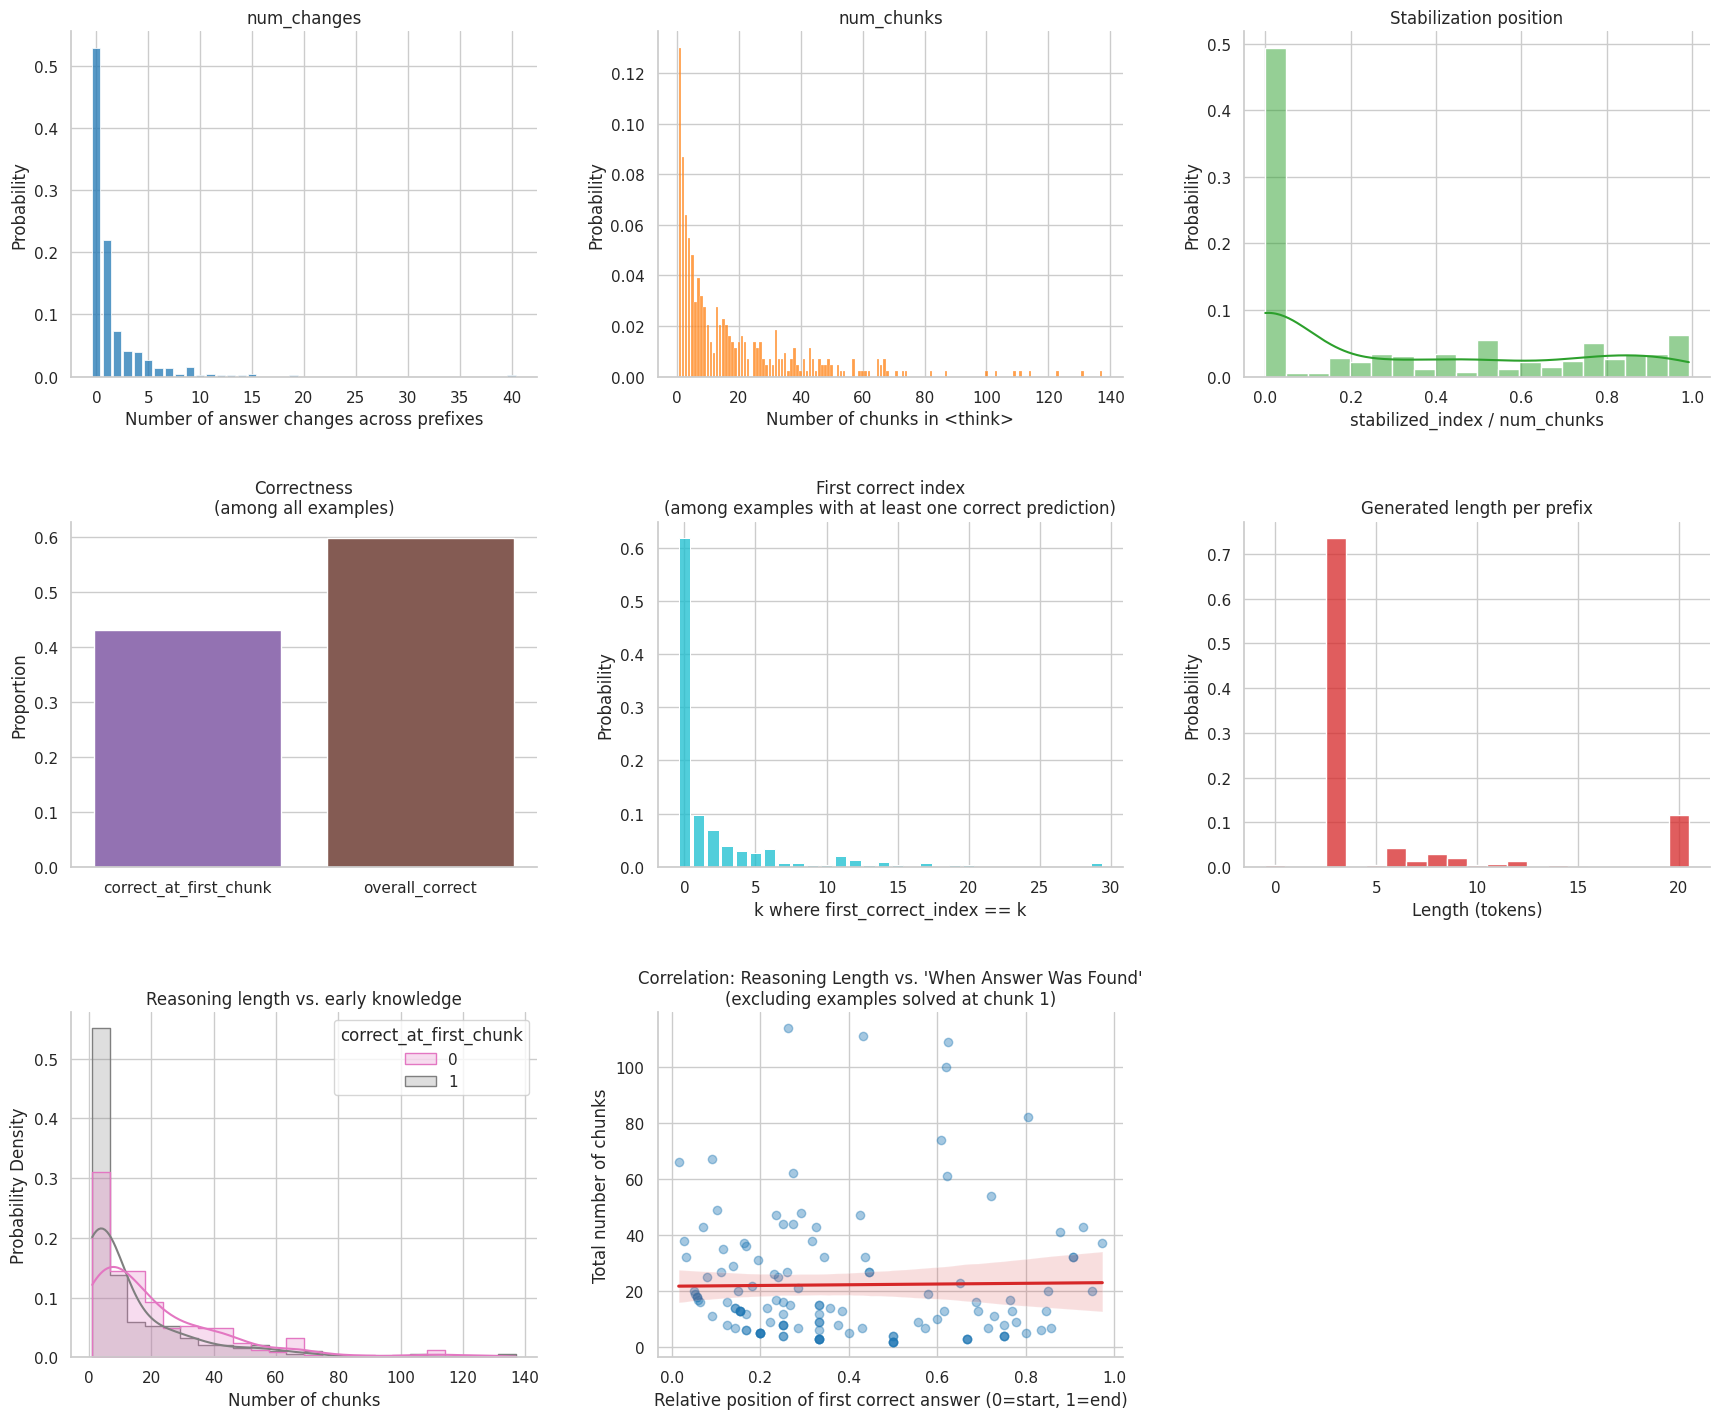 num_changes
Probability
0.5
0.4
0.3
0.2
0.1
0.0
0 5 10 15 20 25 30 35 40
Number of answer changes across prefixes
num_chunks
Probability
0.12
0.10
0.08
0.06
0.04
0.02
0.00
0 20 40 60 80 100 120 140
Number of chunks in <think>
Stabilization position
Probability
0.5
0.4
0.3
0.2
0.1
0.0
0.0 0.2 0.4 0.6 0.8 1.0
stabilized_index / num_chunks
Correctness
(among all examples)
Proportion
0.6
0.5
0.4
0.3
0.2
0.1
0.0
correct_at_first_chunk overall_correct
First correct index
(among examples with at least one correct prediction)
Probability
0.6
0.5
0.4
0.3
0.2
0.1
0.0
0 5 10 15 20 25 30
k where first_correct_index == k
Generated length per prefix
Probability
0.7
0.6
0.5
0.4
0.3
0.2
0.1
0.0
0 5 10 15 20
Length (tokens)
Reasoning length vs. early knowledge
Probability Density
0.5
0.4
0.3
0.2
0.1
0.0
correct_at_first_chunk
0
1
0 20 40 60 80 100 120 140
Number of chunks
Correlation: Reasoning Length vs. 'When Answer Was Found'
(excluding examples solved at chunk 1)
Total number of chunks
100
80
60
40
20
0
0.0 0.2 0.4 0.6 0.8 1.0
Relative position of first correct answer (0=start, 1=end)